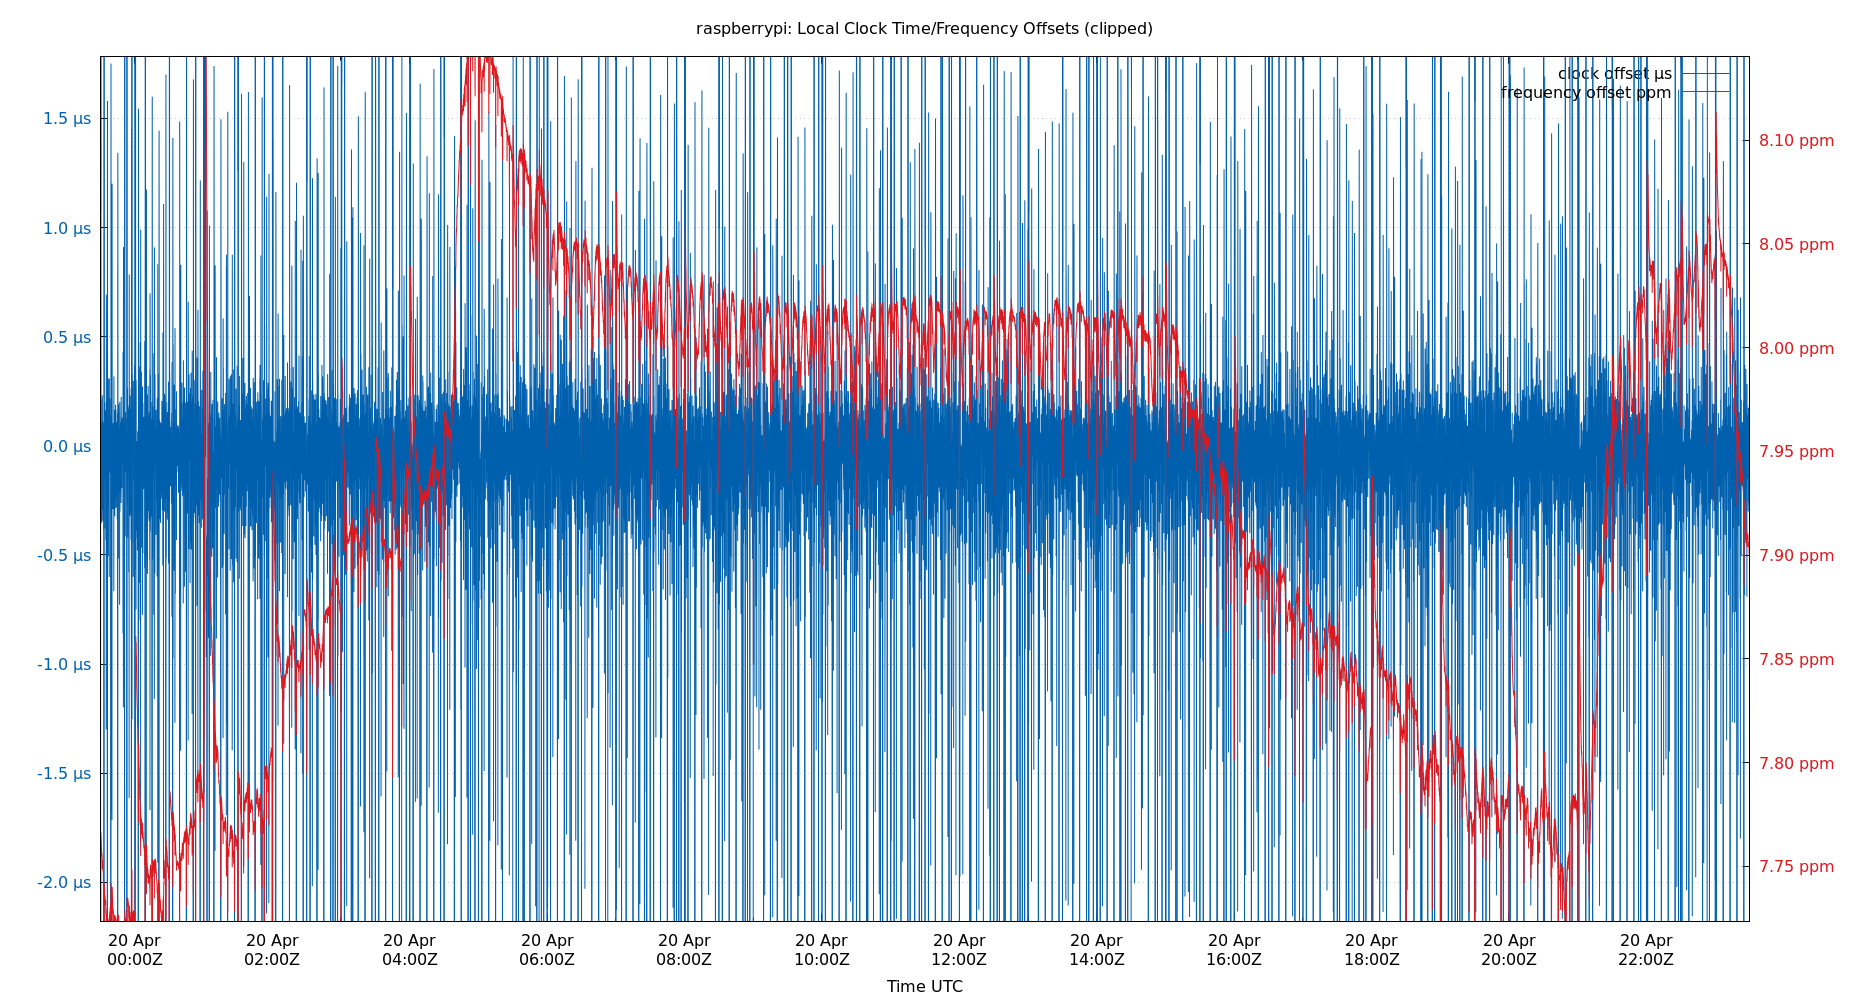 raspberrypi: Local Clock Time/Frequency Offsets (clipped)
clock offset µs
frequency offset ppm
1.5 µs
1.0 µs
0.5 µs
0.0 µs
-0.5 µs
-1.0 µs
-1.5 µs
-2.0 µs
8.10 ppm
8.05 ppm
8.00 ppm
7.95 ppm
7.90 ppm
7.85 ppm
7.80 ppm
7.75 ppm
20 Apr
00:00Z
20 Apr
02:00Z
20 Apr
04:00Z
20 Apr
06:00Z
20 Apr
08:00Z
20 Apr
10:00Z
20 Apr
12:00Z
20 Apr
14:00Z
20 Apr
16:00Z
20 Apr
18:00Z
20 Apr
20:00Z
20 Apr
22:00Z
Time UTC